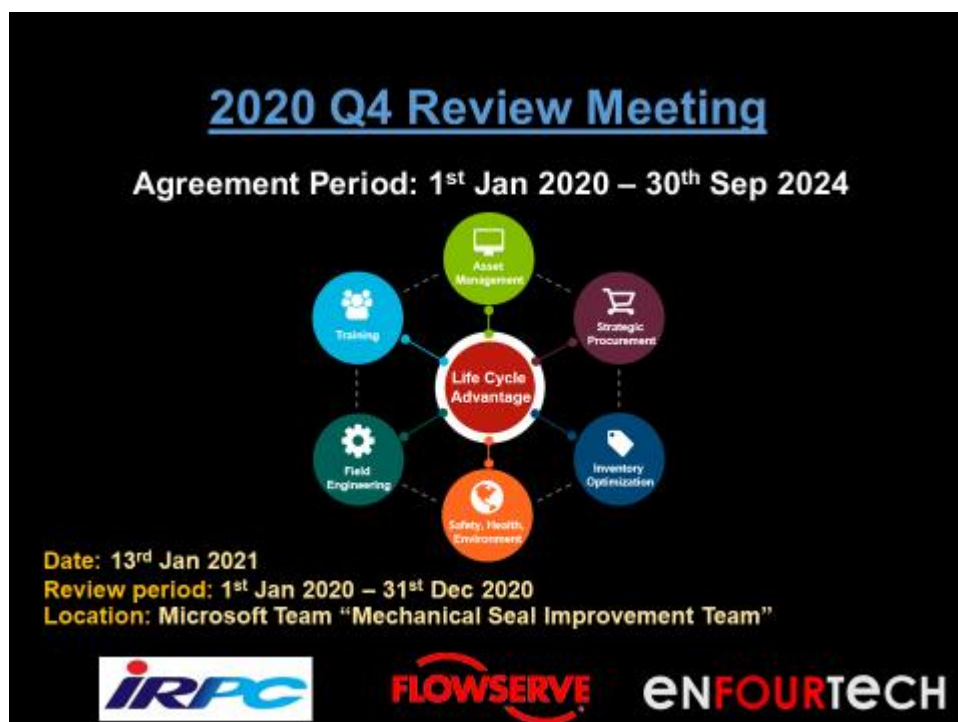 2020 Q4 Review Meeting
Agreement Period: 1st Jan 2020 – 30th Sep 2024
Asset
Management
Training
Strategic
Procurement
Life Cycle
Advantage
Field
Engineering
Inventory
Optimization
Safety, Health,
Environment
Date: 13rd Jan 2021
Review period: 1st Jan 2020 – 31st Dec 2020
Location: Microsoft Team “Mechanical Seal Improvement Team”
iRPC
FLOWSERVE
eNFOURTeCH